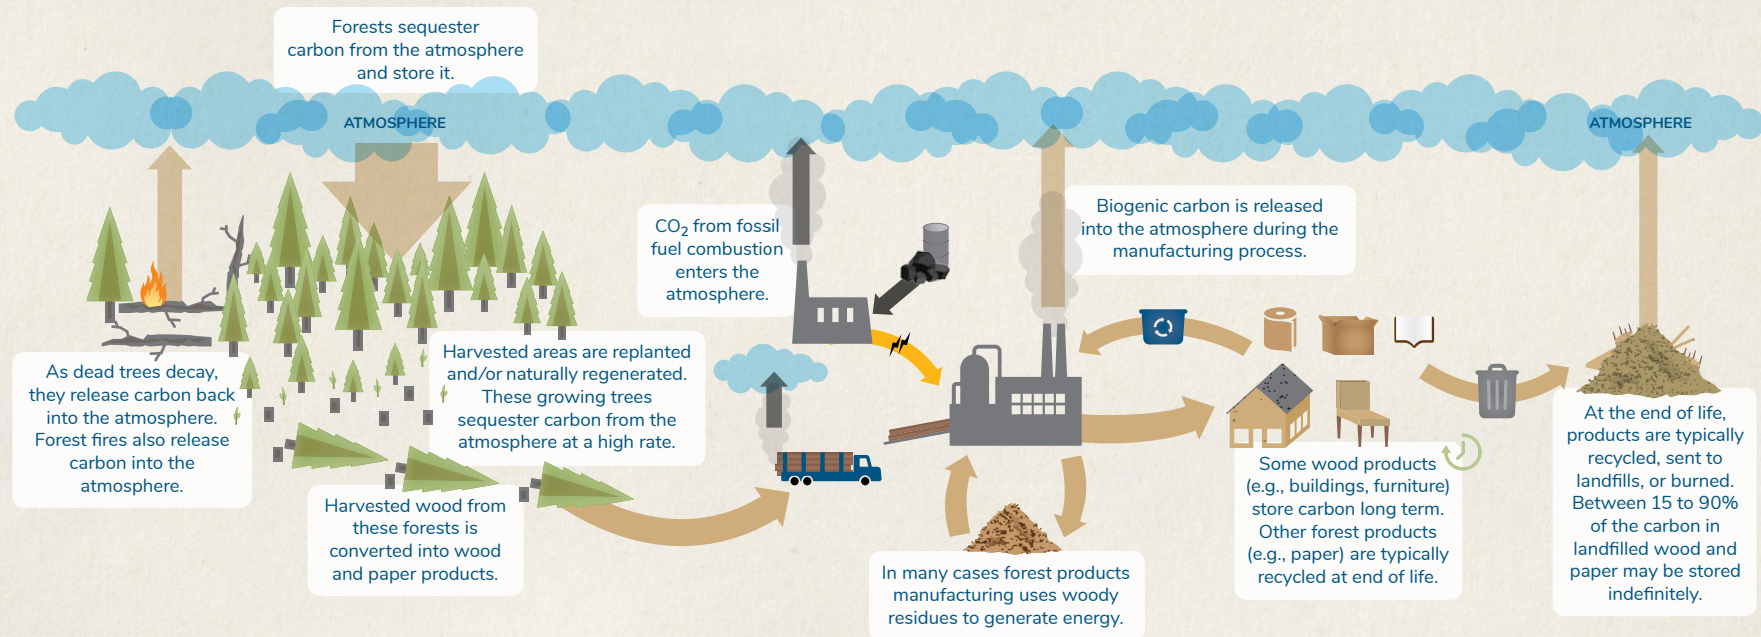 Forests sequester
carbon from the atmosphere
and store it.
ATMOSPHERE
ATMOSPHERE
CO₂ from fossil
fuel combustion
enters the
atmosphere.
Biogenic carbon is released
into the atmosphere during the
manufacturing process.
As dead trees decay,
they release carbon back
into the atmosphere.
Forest fires also release
carbon into the
atmosphere.
Harvested areas are replanted
and/or naturally regenerated.
These growing trees
sequester carbon from the
atmosphere at a high rate.
Harvested wood from
these forests is
converted into wood
and paper products.
In many cases forest products
manufacturing uses woody
residues to generate energy.
Some wood products
(e.g., buildings, furniture)
store carbon long term.
Other forest products
(e.g., paper) are typically
recycled at end of life.
At the end of life,
products are typically
recycled, sent to
landfills, or burned.
Between 15 to 90%
of the carbon in
landfilled wood and
paper may be stored
indefinitely.